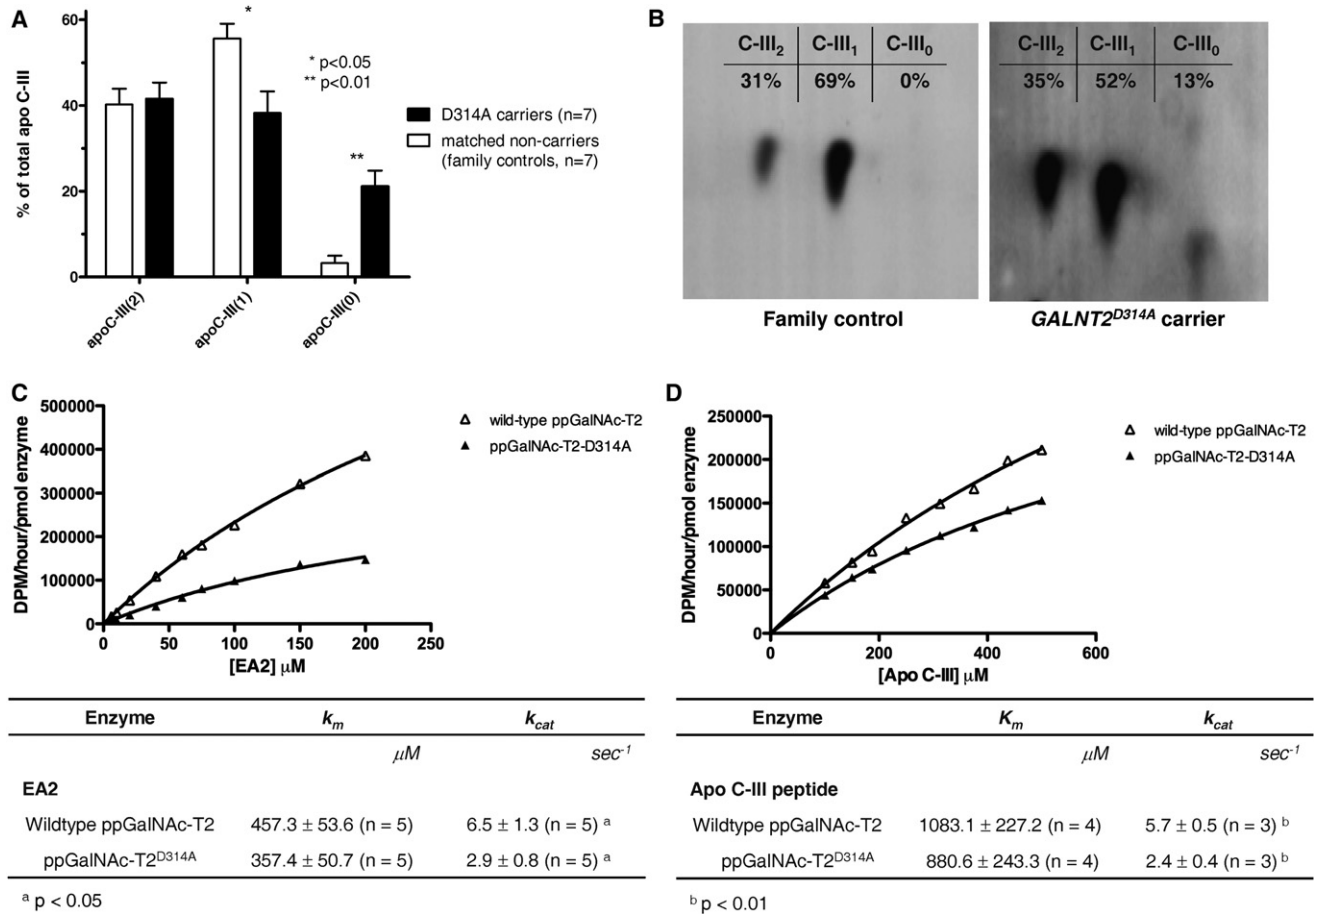 A
% of total apo C-III
60
40
20
0
*
* p<0.05
** p<0.01
**
D314A carriers (n=7)
matched non-carriers
(family controls, n=7)
apoC-III(2)
apoC-III(1)
apoC-III(0)
B
C-III2 C-III1 C-III0
31% 69% 0%
Family control
C-III2 C-III1 C-III0
35% 52% 13%
GALNT2D314A carrier
C
DPM/hour/pmol enzyme
500000
400000
300000
200000
100000
0
0 50 100 150 200 250
[EA2] µM
wild-type ppGalNAc-T2
ppGalNAc-T2-D314A
Enzyme km kcat
µM sec-1
EA2
Wildtype ppGalNAc-T2 457.3 ± 53.6 (n = 5) 6.5 ± 1.3 (n = 5) a
ppGalNAc-T2D314A 357.4 ± 50.7 (n = 5) 2.9 ± 0.8 (n = 5) a
a p < 0.05
D
DPM/hour/pmol enzyme
250000
200000
150000
100000
50000
0
0 200 400 600
[Apo C-III] µM
wild-type ppGalNAc-T2
ppGalNAc-T2-D314A
Enzyme Km kcat
µM sec-1
Apo C-III peptide
Wildtype ppGalNAc-T2 1083.1 ± 227.2 (n = 4) 5.7 ± 0.5 (n = 3) b
ppGalNAc-T2D314A 880.6 ± 243.3 (n = 4) 2.4 ± 0.4 (n = 3) b
b p < 0.01